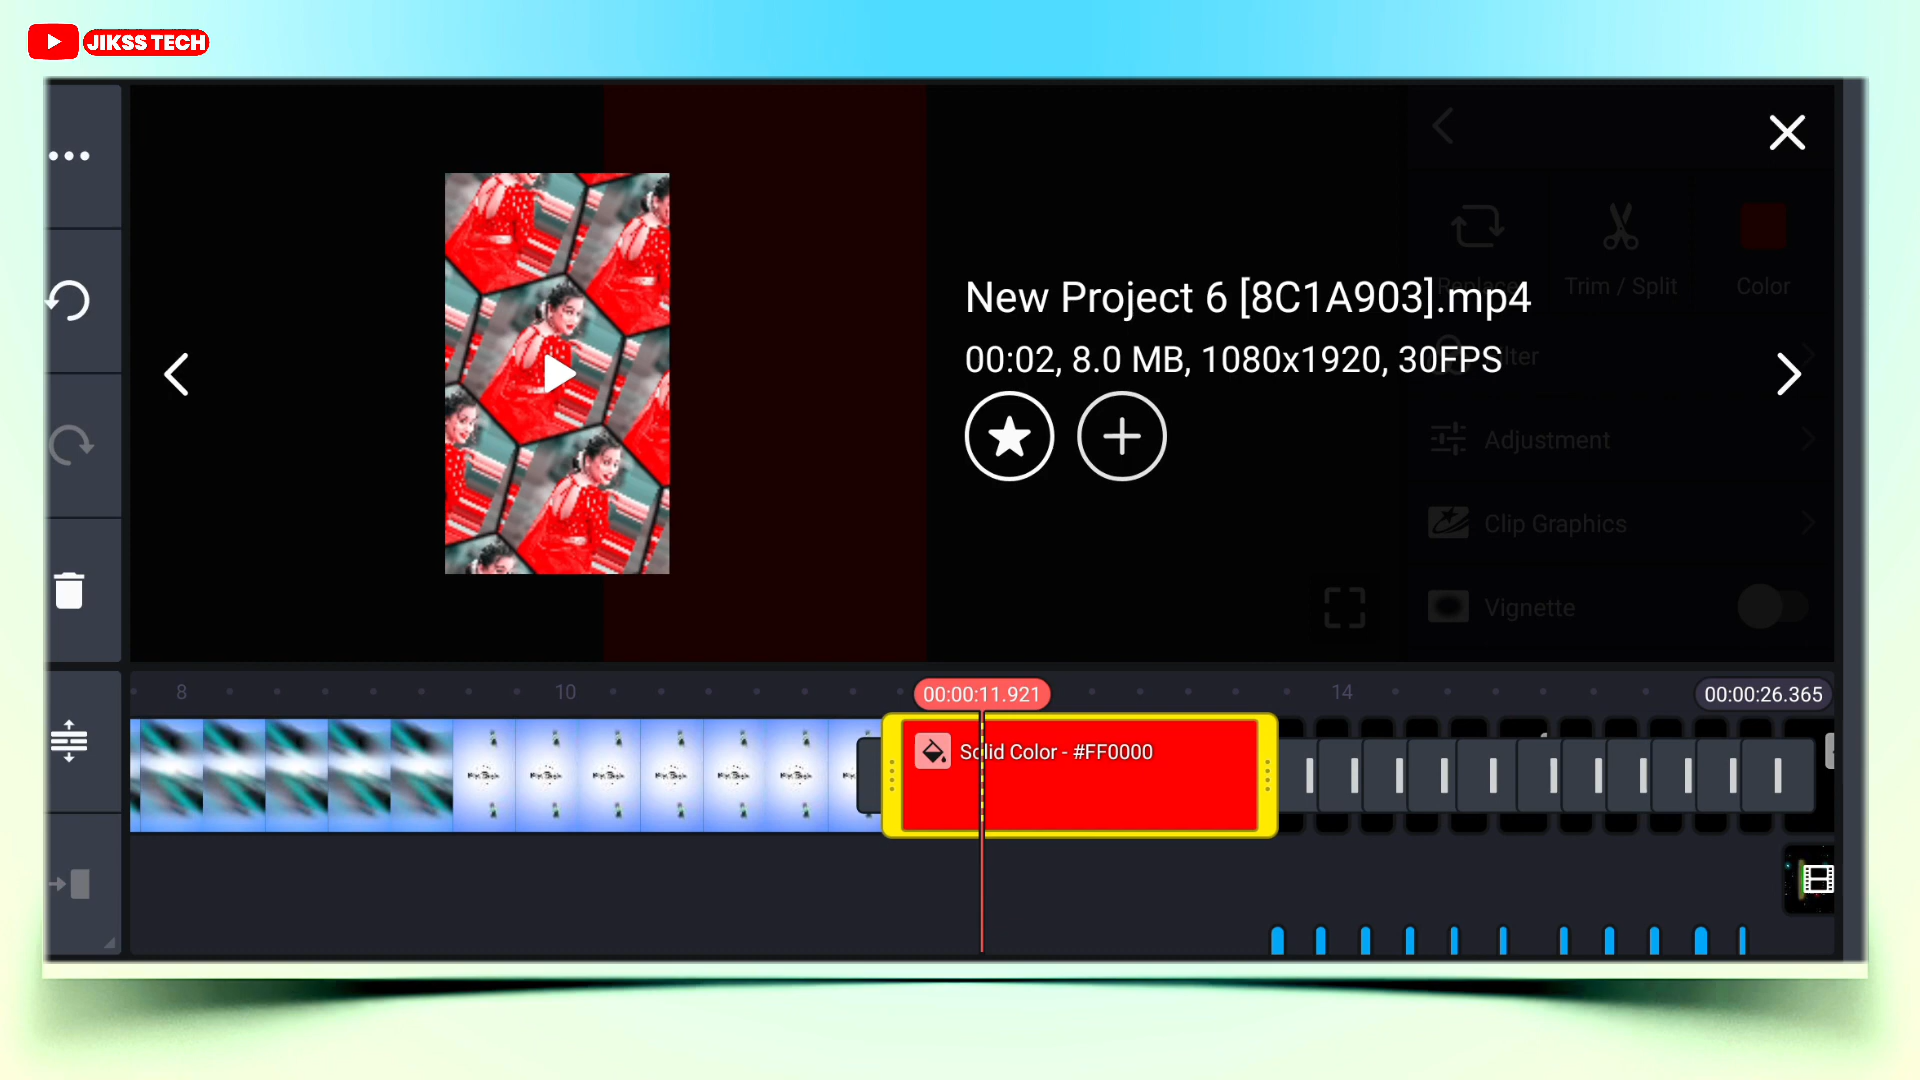 JIKSS TECH
New Project 6 [8C1A903].mp4
00:02, 8.0 MB, 1080x1920, 30FPS
Trim / Split
Color
Adjustment
Clip Graphics
Vignette
8
10
00:00:11.921
14
00:00:26.365
Solid Color - #FF0000